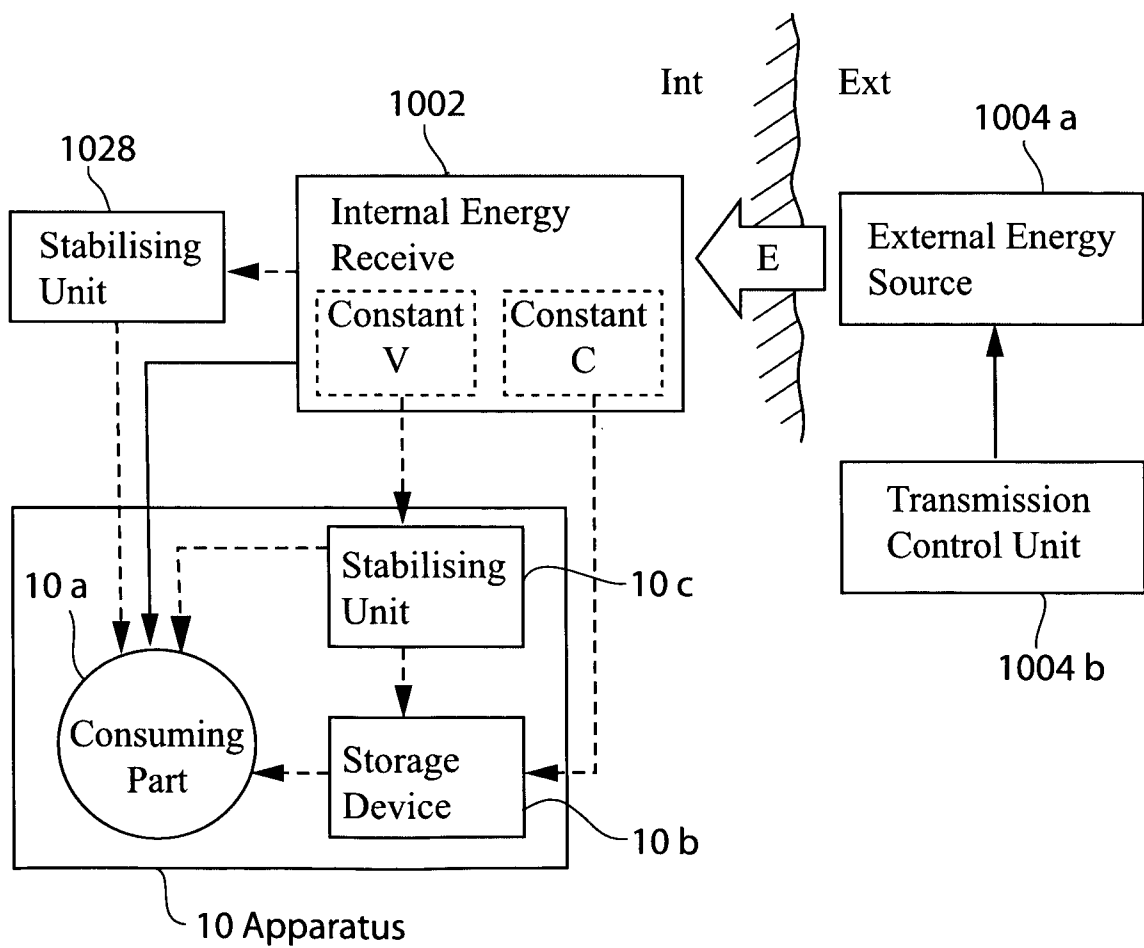 Int
Ext
1002
1004 a
1028
Stabilising
Unit
Internal Energy
Receive
Constant
V
Constant
C
E
External Energy
Source
Transmission
Control Unit
1004 b
10 a
Stabilising
Unit
10 c
Consuming
Part
Storage
Device
10 b
10 Apparatus